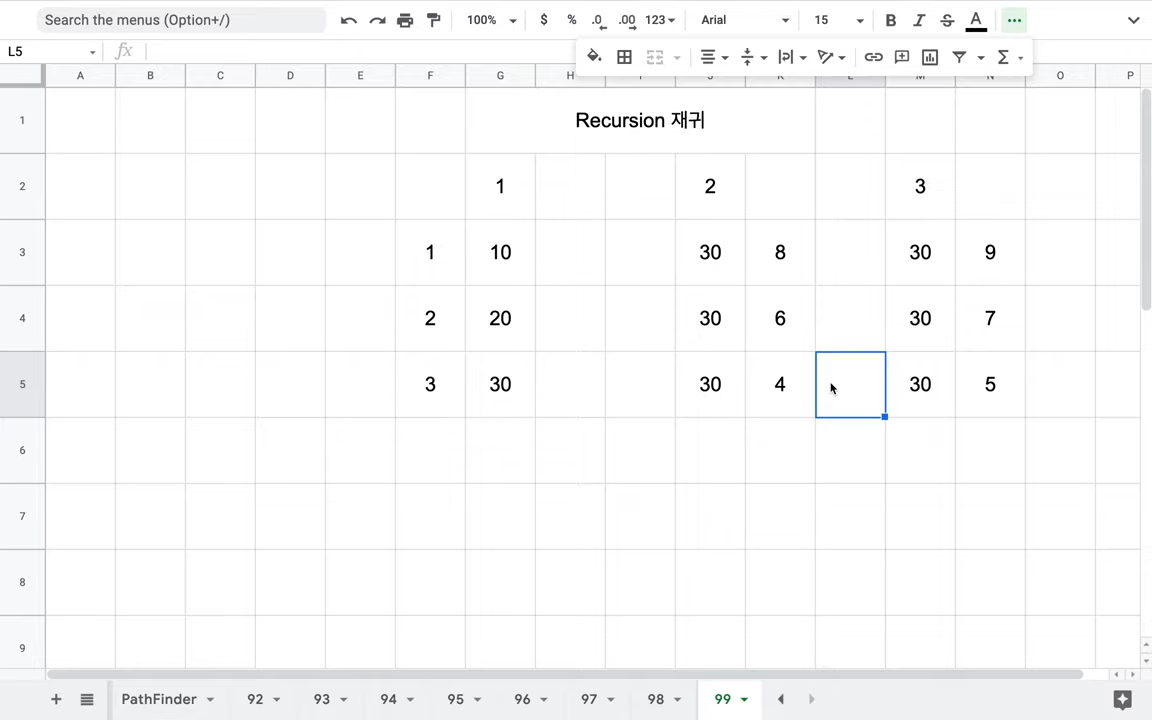 Search the menus (Option+/)
100% $ % .0 .00 123 Arial 15 B I S A
L5 fx
A B C D E F G H J K L M N O P
1 Recursion 재귀
2 1 2 3
3 1 10 30 8 30 9
4 2 20 30 6 30 7
5 3 30 30 4 30 5
6
7
8
9
PathFinder 92 93 94 95 96 97 98 99